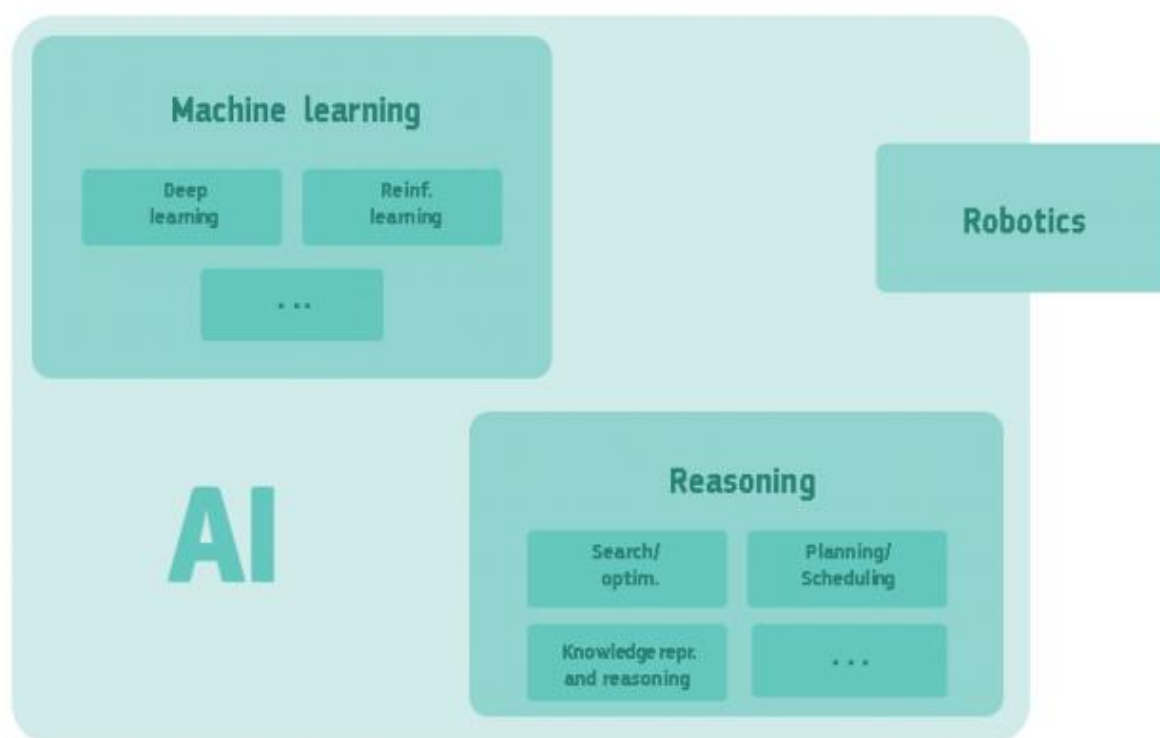 Machine learning
Deep
learning
Reinf.
learning
...
Robotics
AI
Reasoning
Search/
optim.
Planning/
Scheduling
Knowledge repr.
and reasoning
...